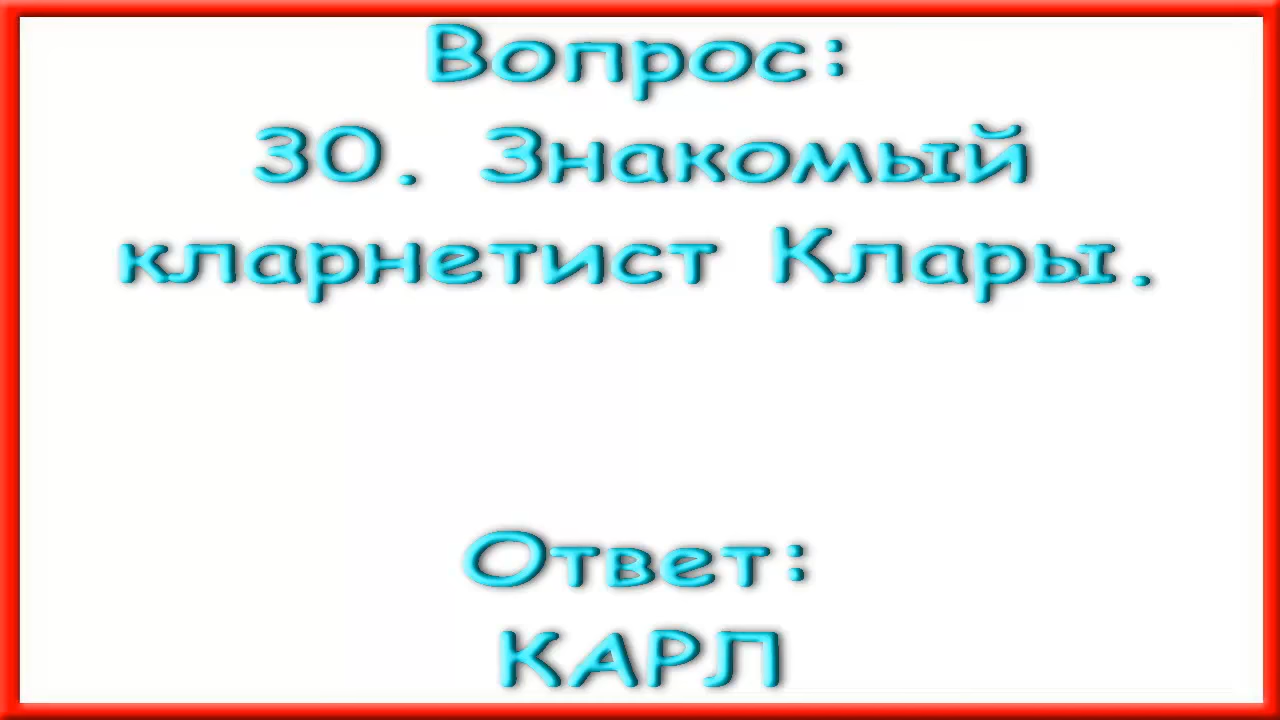 Вопрос:
30. Знакомый
кларнетист Клары.
Ответ:
КАРЛ